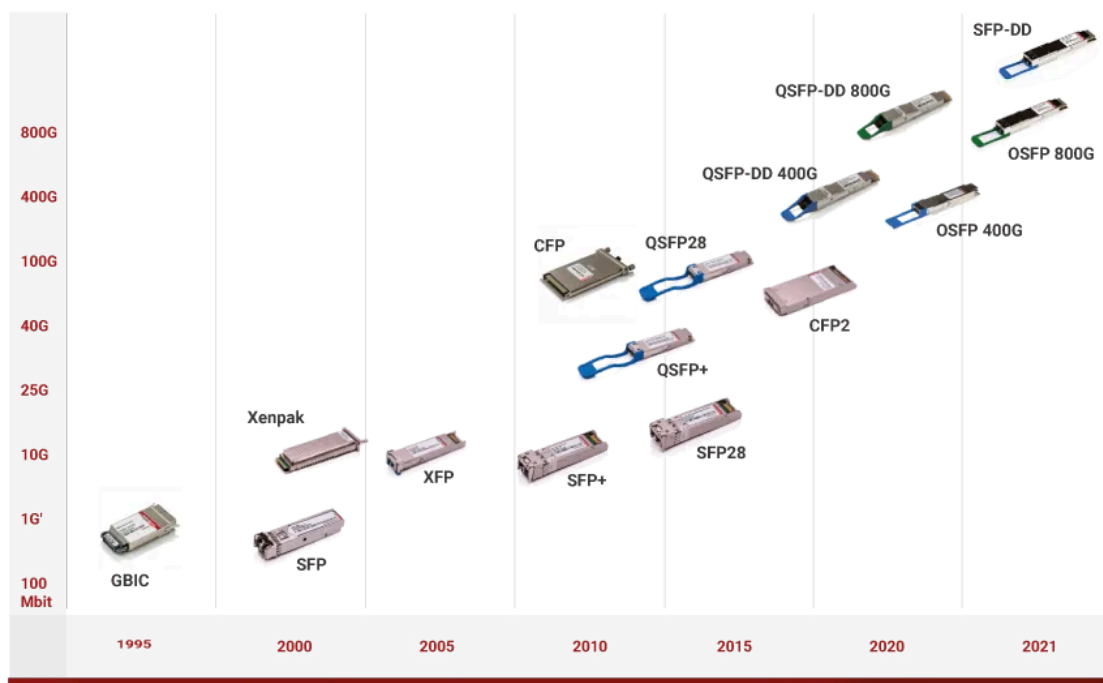 SFP-DD
QSFP-DD 800G
800G
OSFP 800G
QSFP-DD 400G
400G
OSFP 400G
CFP
QSFP28
100G
40G
CFP2
QSFP+
25G
Xenpak
10G
SFP28
XFP
SFP+
1G'
SFP
GBIC
100
Mbit
1995
2000
2005
2010
2015
2020
2021